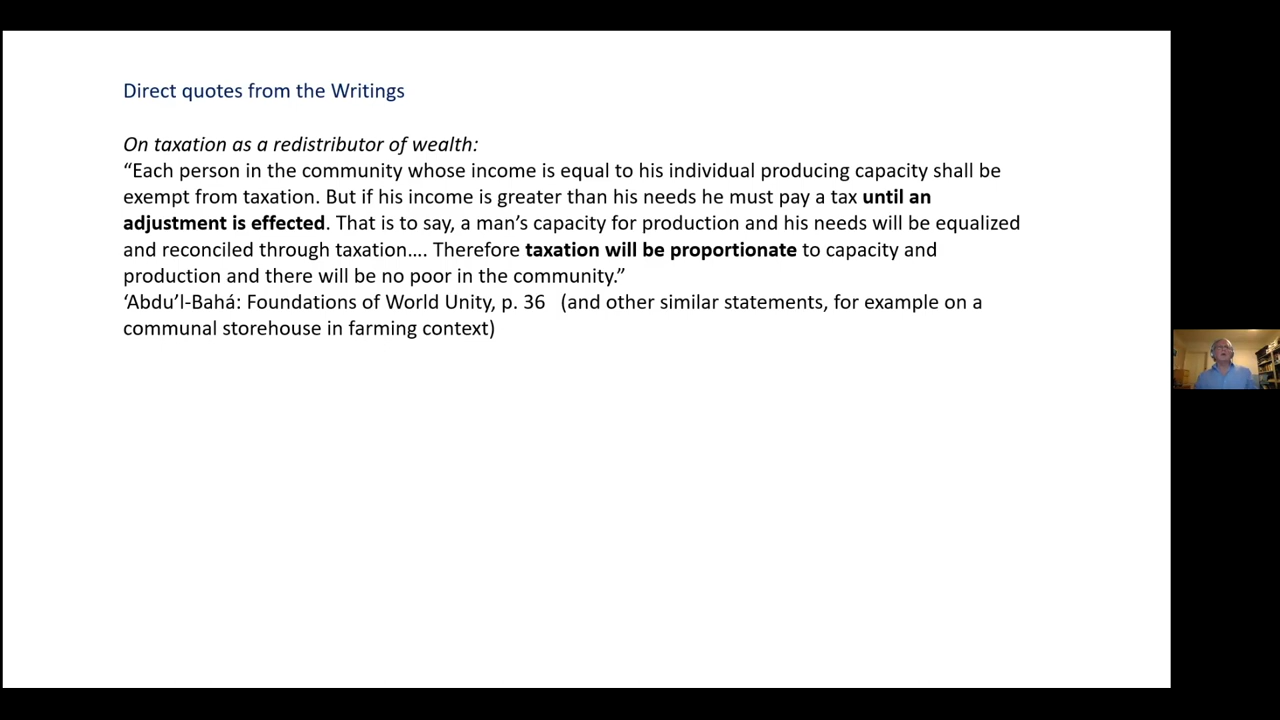 Direct quotes from the Writings
On taxation as a redistributor of wealth:
“Each person in the community whose income is equal to his individual producing capacity shall be
exempt from taxation. But if his income is greater than his needs he must pay a tax until an
adjustment is effected. That is to say, a man’s capacity for production and his needs will be equalized
and reconciled through taxation…. Therefore taxation will be proportionate to capacity and
production and there will be no poor in the community.”
‘Abdu’l-Bahá: Foundations of World Unity, p. 36   (and other similar statements, for example on a
communal storehouse in farming context)